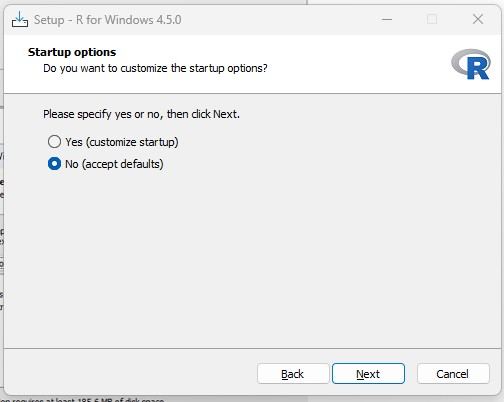 Setup - R for Windows 4.5.0
Startup options
Do you want to customize the startup options?
R
Please specify yes or no, then click Next.
Yes (customize startup)
No (accept defaults)
Back
Next
Cancel
requires at least 185.6 MB of disk space